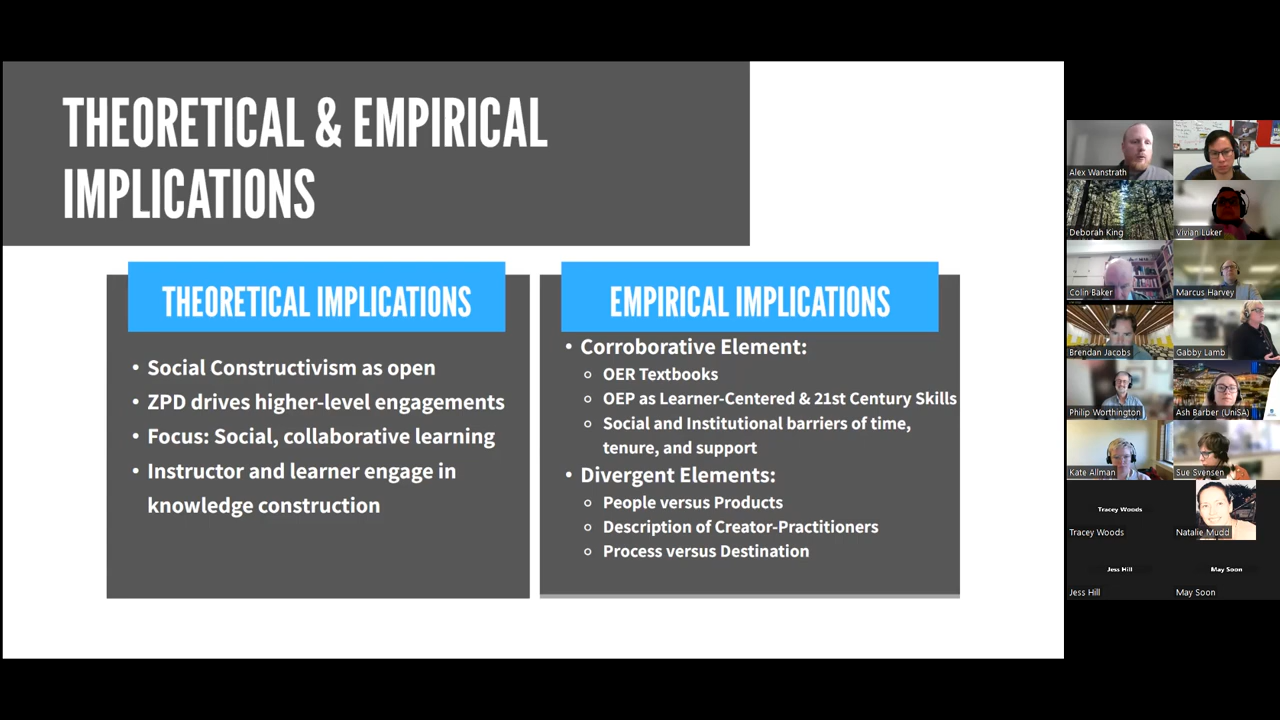 THEORETICAL & EMPIRICAL
IMPLICATIONS
THEORETICAL IMPLICATIONS
• Social Constructivism as open
• ZPD drives higher-level engagements
• Focus: Social, collaborative learning
• Instructor and learner engage in
knowledge construction
EMPIRICAL IMPLICATIONS
• Corroborative Element:
○ OER Textbooks
○ OEP as Learner-Centered & 21st Century Skills
○ Social and Institutional barriers of time,
tenure, and support
• Divergent Elements:
○ People versus Products
○ Description of Creator-Practitioners
○ Process versus Destination
Alex Wanstrath
Deborah King
Vivian Luker
Colin Baker
Marcus Harvey
Brendan Jacobs
Gabby Lamb
Philip Worthington
Ash Barber (UniSA)
Kate Allman
Sue Svensen
Tracey Woods
Tracey Woods
Natalie Mudd
Jess Hill
Jess Hill
May Soon
May Soon